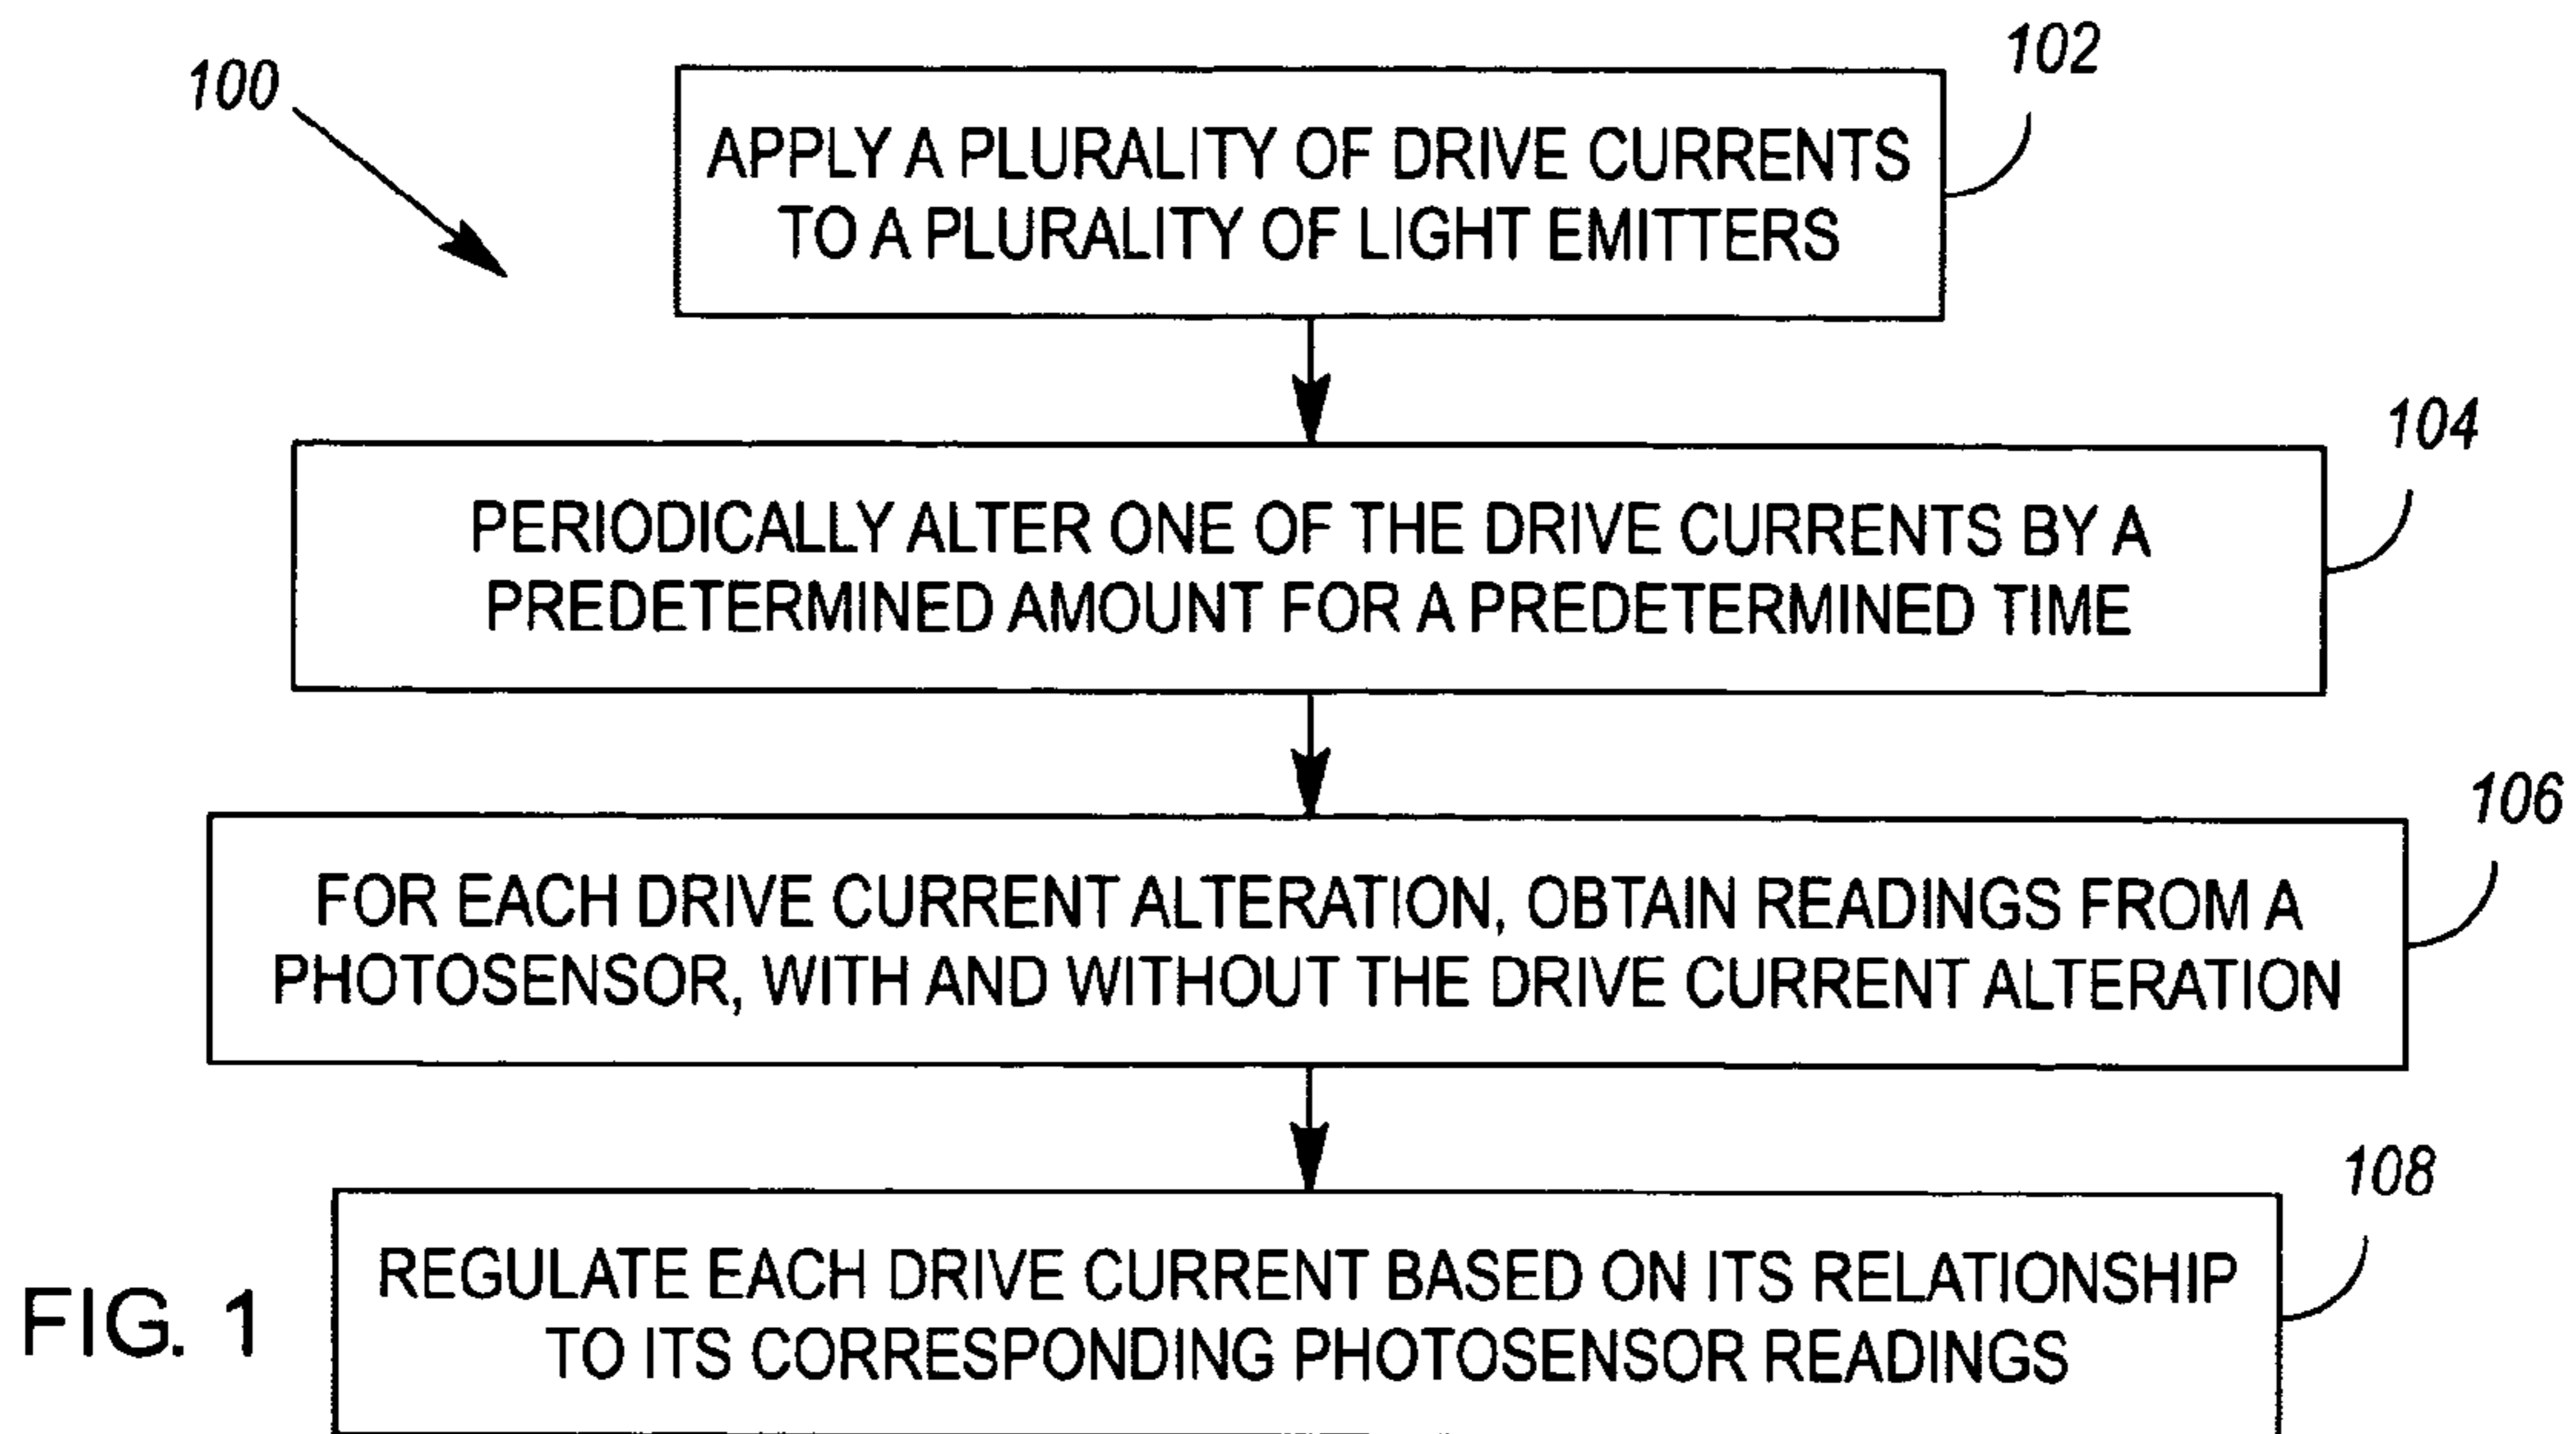 100
102
APPLY A PLURALITY OF DRIVE CURRENTS
TO A PLURALITY OF LIGHT EMITTERS
104
PERIODICALLY ALTER ONE OF THE DRIVE CURRENTS BY A
PREDETERMINED AMOUNT FOR A PREDETERMINED TIME
106
FOR EACH DRIVE CURRENT ALTERATION, OBTAIN READINGS FROM A
PHOTOSENSOR, WITH AND WITHOUT THE DRIVE CURRENT ALTERATION
108
REGULATE EACH DRIVE CURRENT BASED ON ITS RELATIONSHIP
TO ITS CORRESPONDING PHOTOSENSOR READINGS
FIG. 1